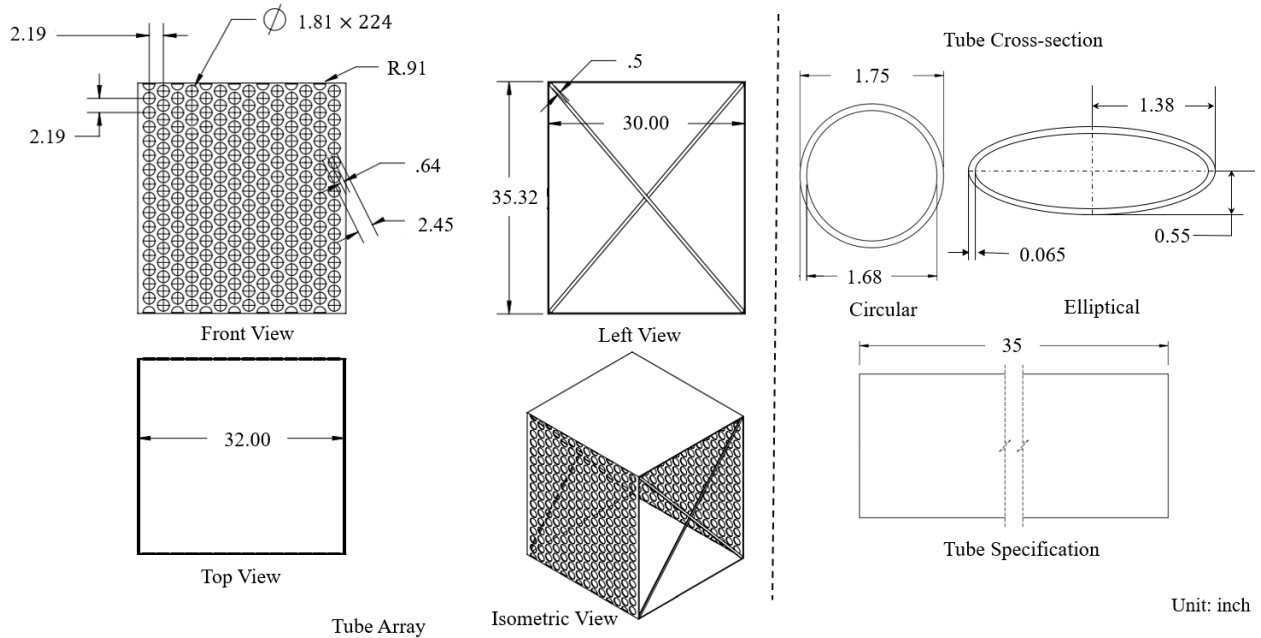 2.19
∅ 1.81 × 224
R.91
2.19
.64
2.45
Front View
.5
30.00
35.32
Left View
32.00
Top View
Isometric View
Tube Array
Tube Cross-section
1.75
1.38
1.68
0.065
0.55
Circular
Elliptical
35
Tube Specification
Unit: inch